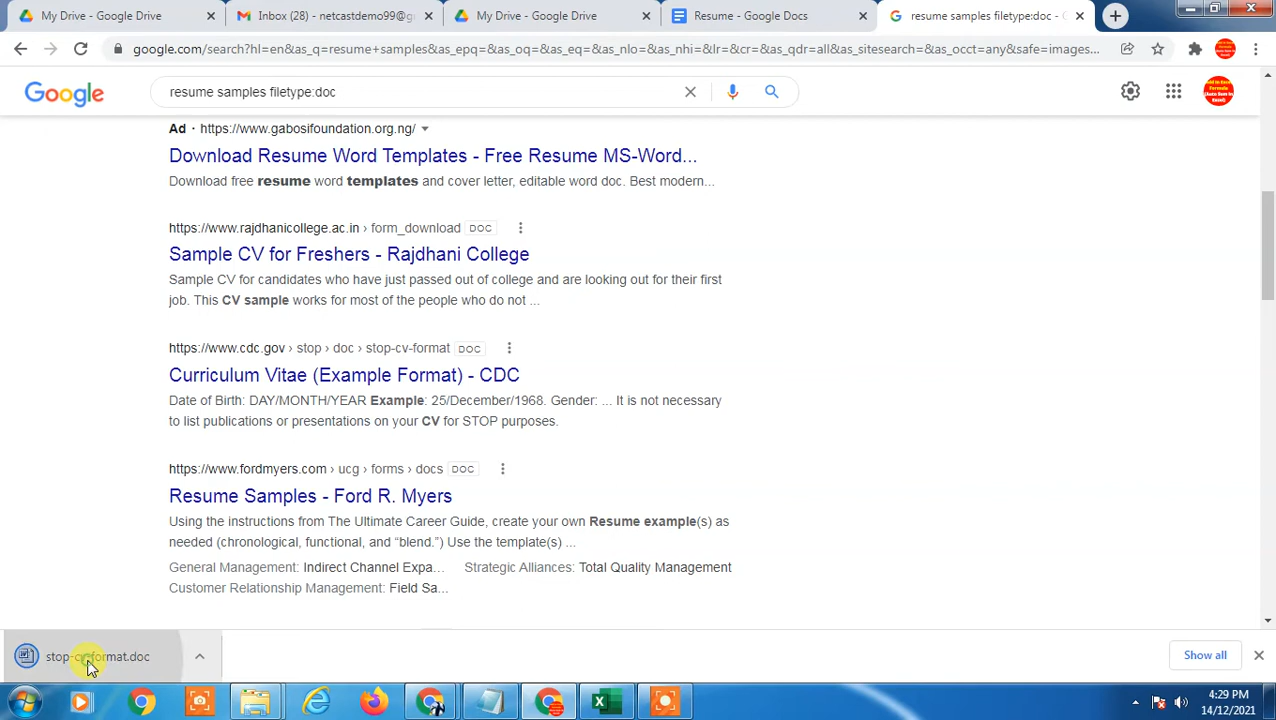 My Drive - Google Drive
Inbox (28) - netcastdemo99@g
My Drive - Google Drive
Resume - Google Docs
resume samples filetype:doc -
google.com/search?hl=en&as_q=resume+samples&as_epq=&as_oq=&as_eq=&as_nlo=&as_nhi=&lr=&cr=&as_qdr=all&as_sitesearch=&as_occt=any&safe=images...
Google
resume samples filetype:doc
Ad · https://www.gabosifoundation.org.ng/
Download Resume Word Templates - Free Resume MS-Word...
Download free resume word templates and cover letter, editable word doc. Best modern...
https://www.rajdhanicollege.ac.in › form_download DOC
Sample CV for Freshers - Rajdhani College
Sample CV for candidates who have just passed out of college and are looking out for their first
job. This CV sample works for most of the people who do not ...
https://www.cdc.gov › stop › doc › stop-cv-format DOC
Curriculum Vitae (Example Format) - CDC
Date of Birth: DAY/MONTH/YEAR Example: 25/December/1968. Gender: ... It is not necessary
to list publications or presentations on your CV for STOP purposes.
https://www.fordmyers.com › ucg › forms › docs DOC
Resume Samples - Ford R. Myers
Using the instructions from The Ultimate Career Guide, create your own Resume example(s) as
needed (chronological, functional, and “blend.”) Use the template(s) ...
General Management: Indirect Channel Expa... Strategic Alliances: Total Quality Management
Customer Relationship Management: Field Sa...
stop-cv-format.doc
Show all
4:29 PM
14/12/2021